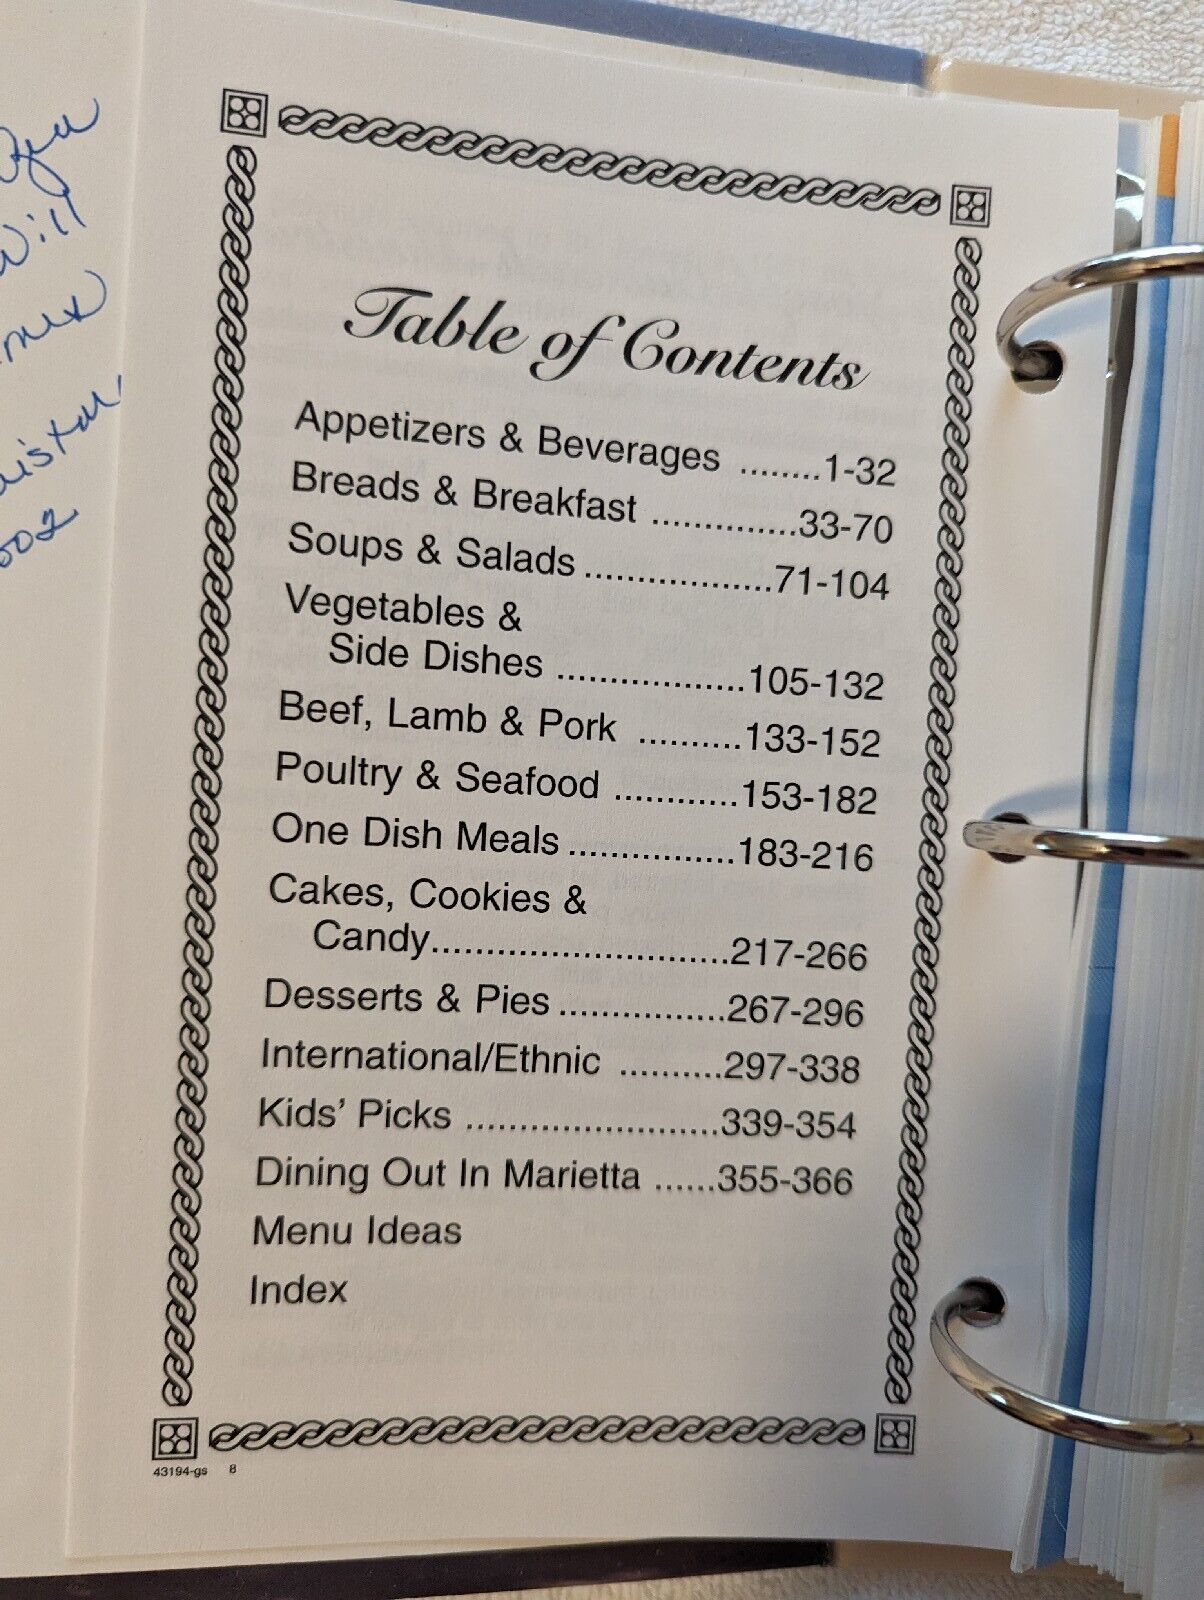 Will
Table of Contents
Appetizers & Beverages ........1-32
Breads & Breakfast ..............33-70
Soups & Salads ..................71-104
Vegetables &
Side Dishes ..................105-132
Beef, Lamb & Pork ..........133-152
Poultry & Seafood ............153-182
One Dish Meals ................183-216
Cakes, Cookies &
Candy............................217-266
Desserts & Pies ................267-296
International/Ethnic ..........297-338
Kids' Picks ........................339-354
Dining Out In Marietta ......355-366
Menu Ideas
Index
43194-gs 8